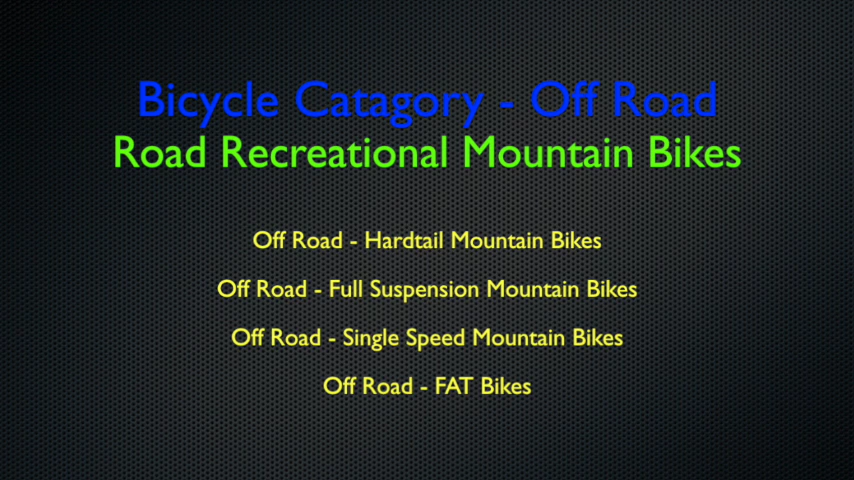 Bicycle Catagory - Off Road
Road Recreational Mountain Bikes
Off Road - Hardtail Mountain Bikes
Off Road - Full Suspension Mountain Bikes
Off Road - Single Speed Mountain Bikes
Off Road - FAT Bikes